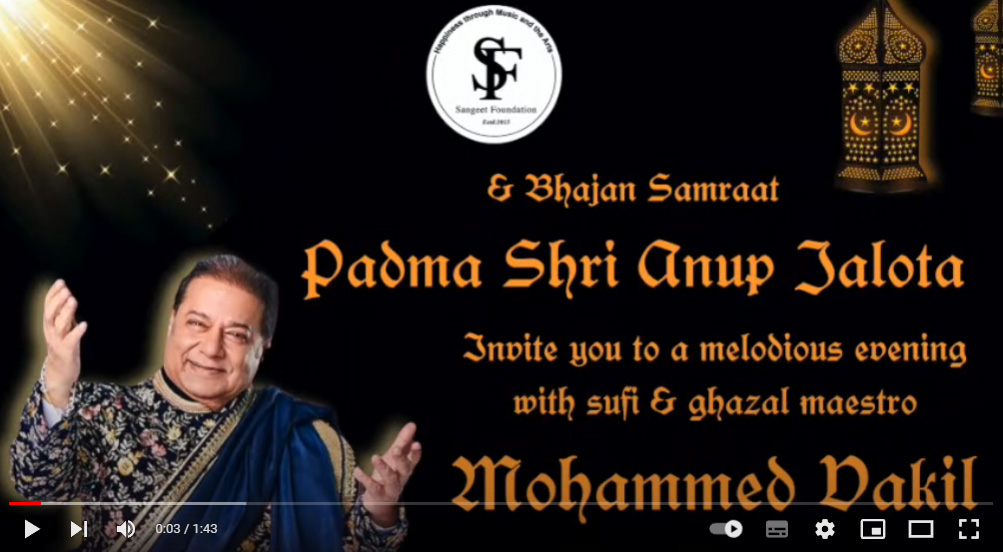 Happiness through Music and the Arts
SF
Sangeet Foundation
Estd 2015
& Bhajan Samraat
Padma Shri Anup Jalota
Invite you to a melodious evening
with sufi & ghazal maestro
Mohammed Vakil
0:03 / 1:43